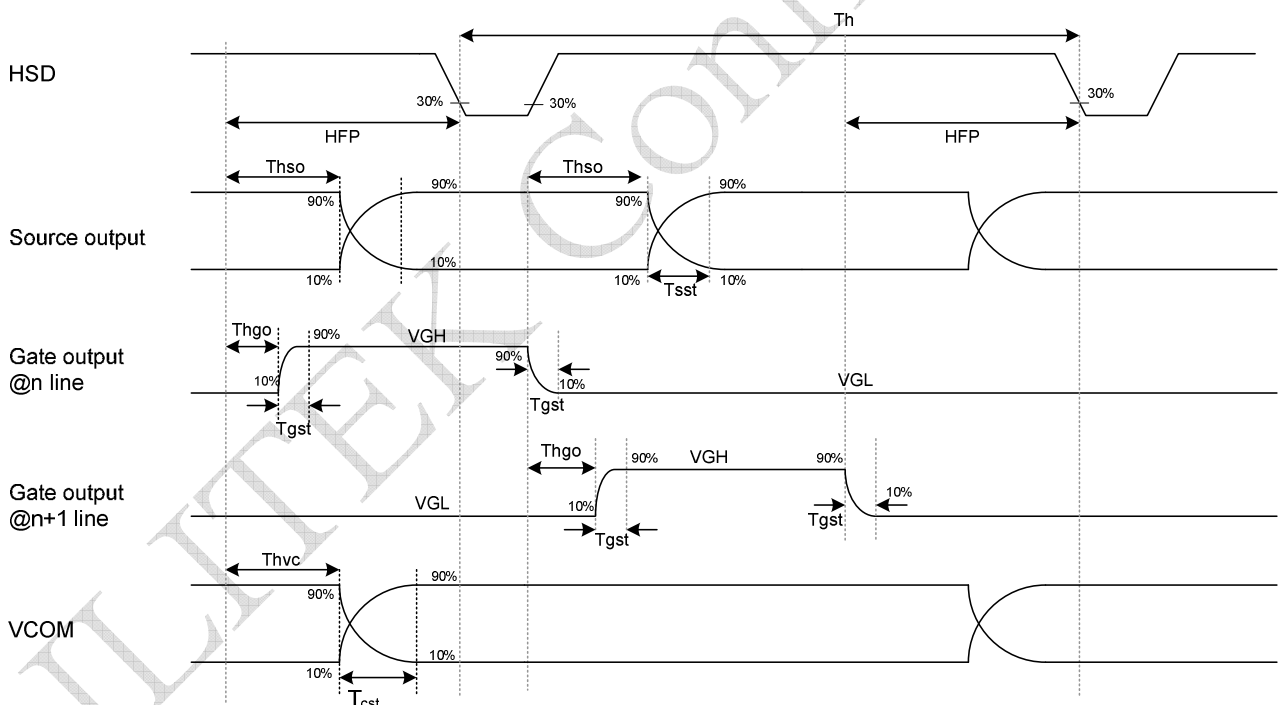 Th
HSD
30%
30%
30%
HFP
HFP
Thso
Thso
90%
90%
90%
90%
Source output
10%
10%
10%
10%
Tsst
Thgo
90%
VGH
90%
Gate output
@n line
10%
10%
VGL
Tgst
Tgst
Thgo
90%
VGH
90%
Gate output
@n+1 line
VGL
10%
10%
Tgst
Tgst
Thvc
90%
90%
VCOM
10%
10%
Tcst